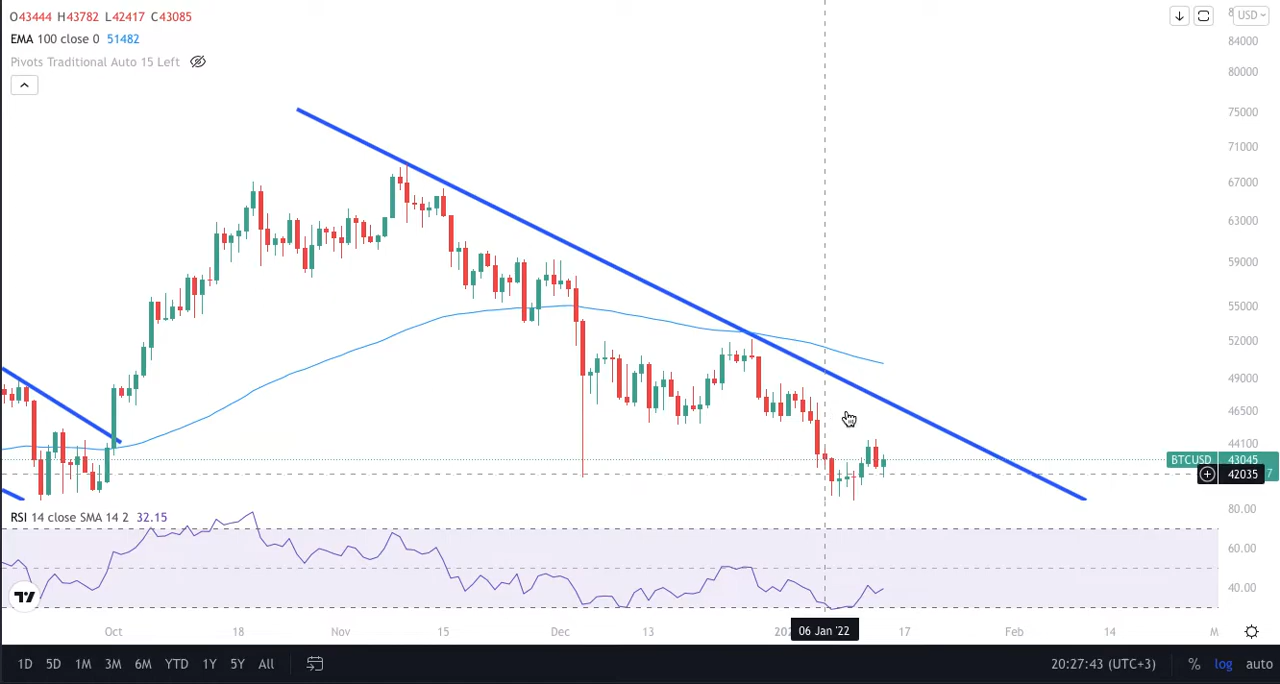 O43444 H43782 L42417 C43085
EMA 100 close 0 51482
Pivots Traditional Auto 15 Left
USD
84000
80000
75000
71000
67000
63000
59000
55000
52000
49000
46500
44100
BTCUSD 43045
42035
7
80.00
RSI 14 close SMA 14 2 32.15
60.00
40.00
Oct 18 Nov 15 Dec 13 06 Jan '22 17 Feb 14 M
1D 5D 1M 3M 6M YTD 1Y 5Y All 20:27:43 (UTC+3) % log auto